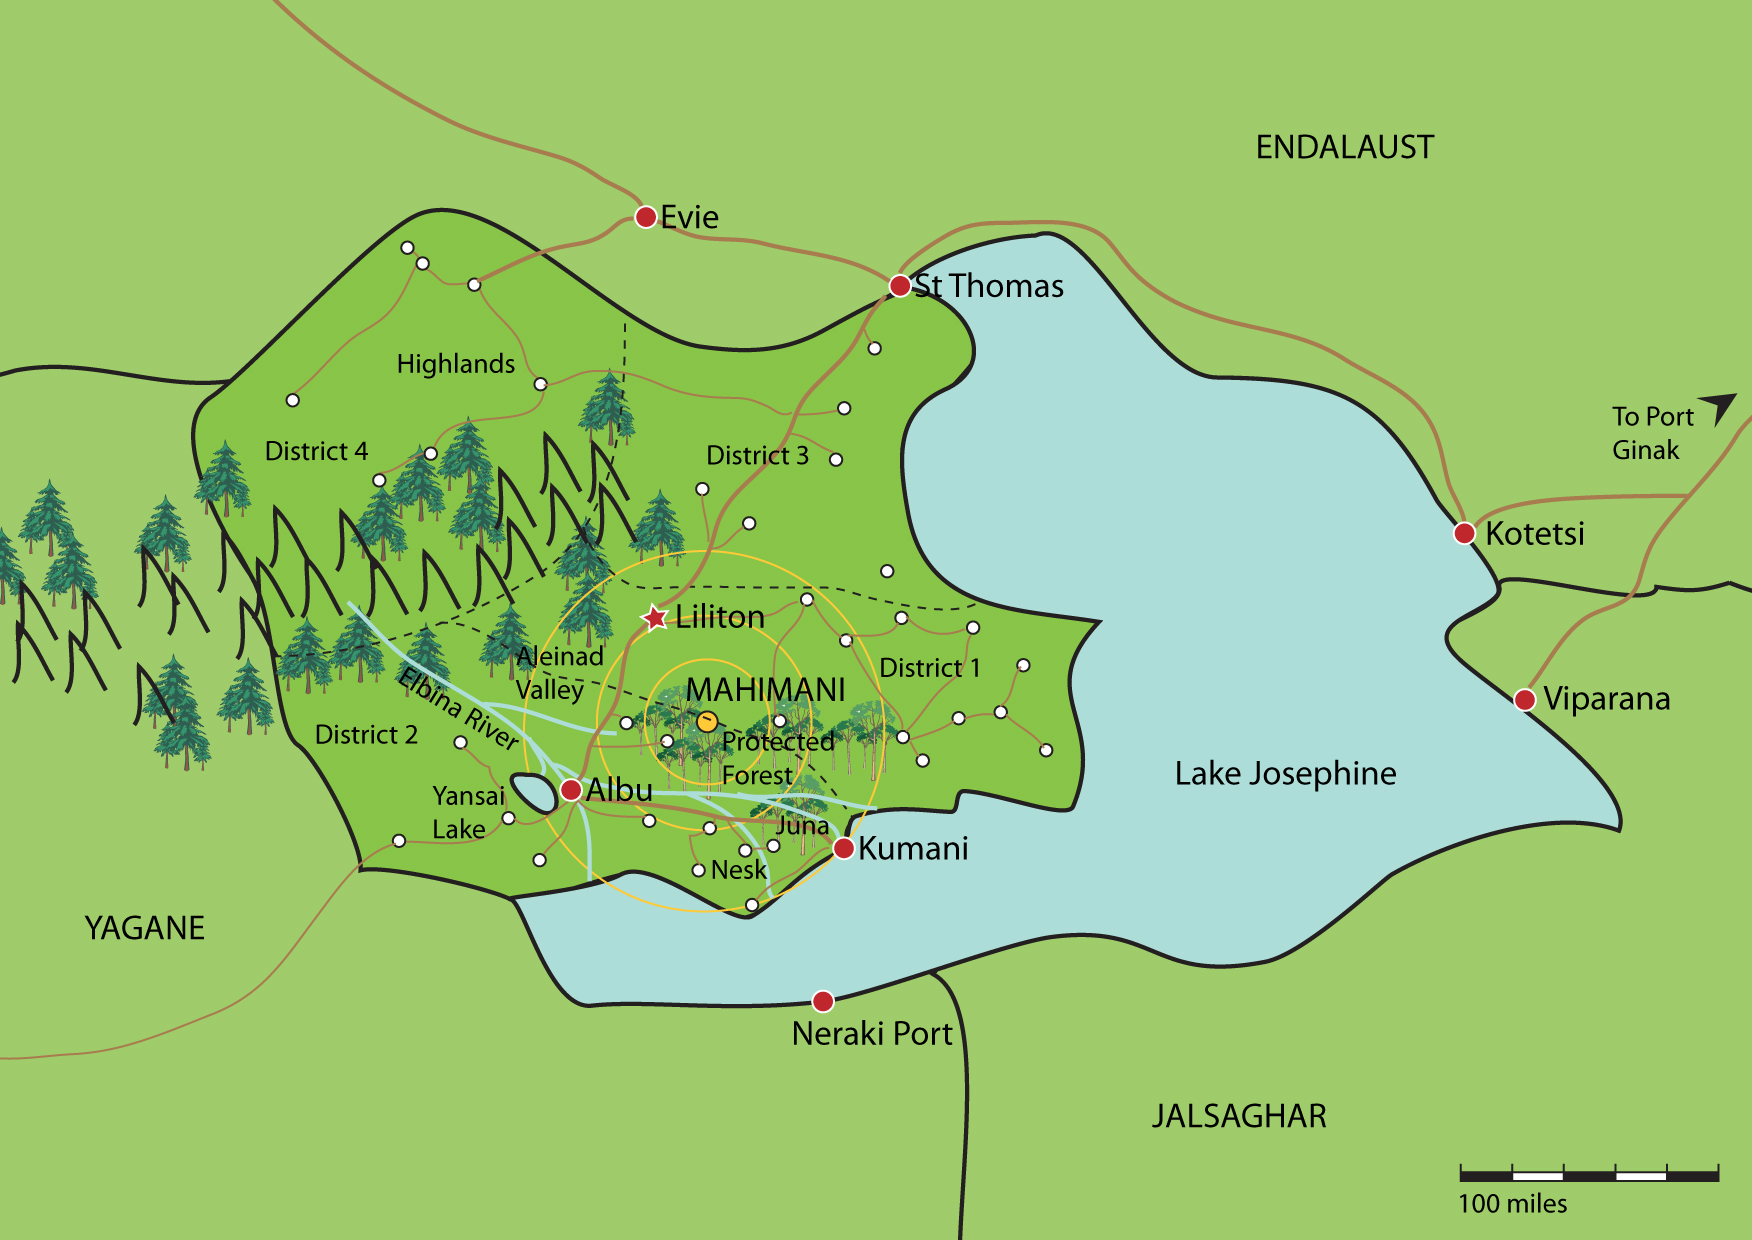 ENDALAUST
Evie
St Thomas
Highlands
To Port
Ginak
District 4
District 3
Kotetsi
Liliton
Aleinad
Valley
District 1
MAHIMANI
Elbina River
Viparana
District 2
Protected
Forest
Lake Josephine
Albu
Yansai
Lake
Juna
Kumani
Nesk
YAGANE
Neraki Port
JALSAGHAR
100 miles